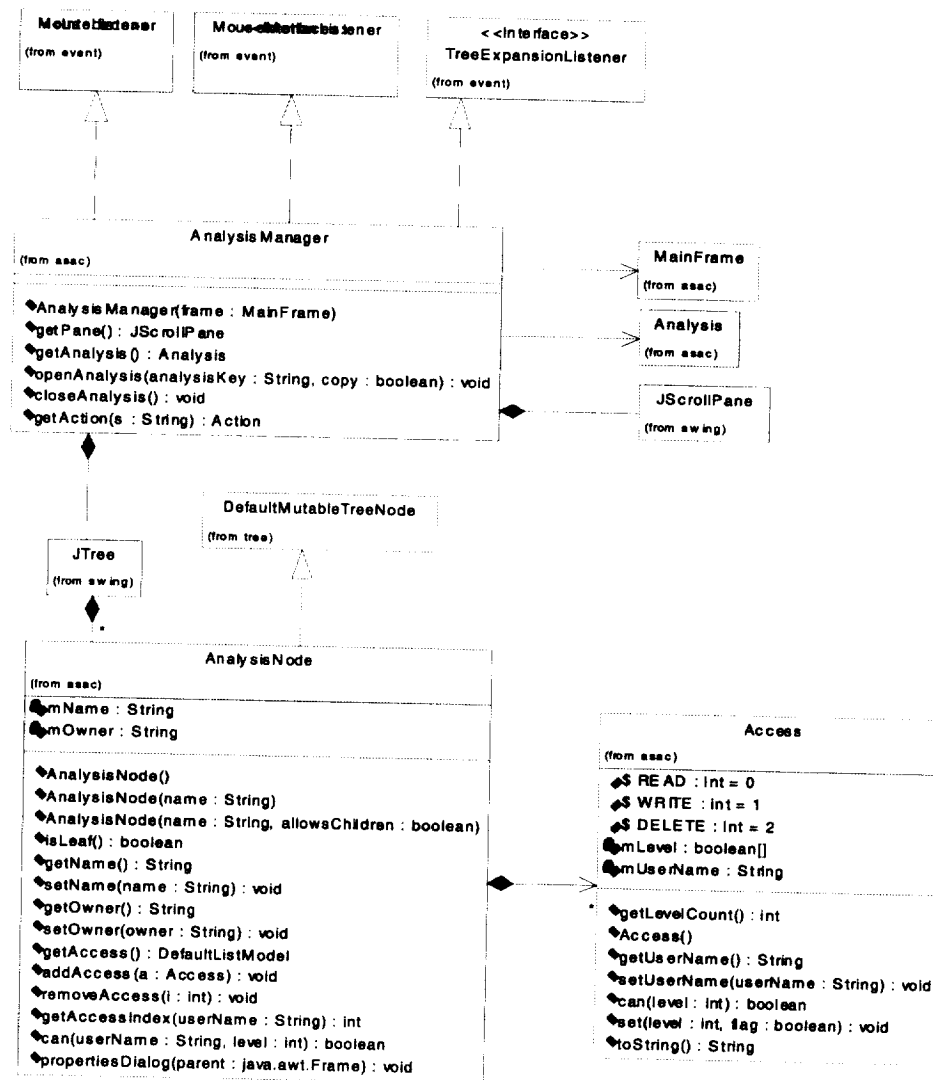 (from event)
(from event)
<<Interface>>
TreeExpansionListener
(from event)
AnalysisManager
(from asac)
AnalysisManager(frame : MainFrame)
getPane() : JScrollPane
getAnalysis() : Analysis
openAnalysis(analysisKey : String, copy : boolean) : void
closeAnalysis() : void
getAction(s : String) : Action
MainFrame
(from asac)
Analysis
(from asac)
JScrollPane
(from swing)
DefaultMutableTreeNode
(from tree)
JTree
(from swing)
*
AnalysisNode
(from asac)
mName : String
mOwner : String
AnalysisNode()
AnalysisNode(name : String)
AnalysisNode(name : String, allowsChildren : boolean)
isLeaf() : boolean
getName() : String
setName(name : String) : void
getOwner() : String
setOwner(owner : String) : void
getAccess() : DefaultListModel
addAccess(a : Access) : void
removeAccess(i : int) : void
getAccessIndex(userName : String) : int
can(userName : String, level : int) : boolean
propertiesDialog(parent : java.awt.Frame) : void
*
Access
(from asac)
$ READ : int = 0
$ WRITE : int = 1
$ DELETE : int = 2
mLevel : boolean[]
mUserName : String
getLevelCount() : int
Access()
getUserName() : String
setUserName(userName : String) : void
can(level : int) : boolean
set(level : int, flag : boolean) : void
toString() : String